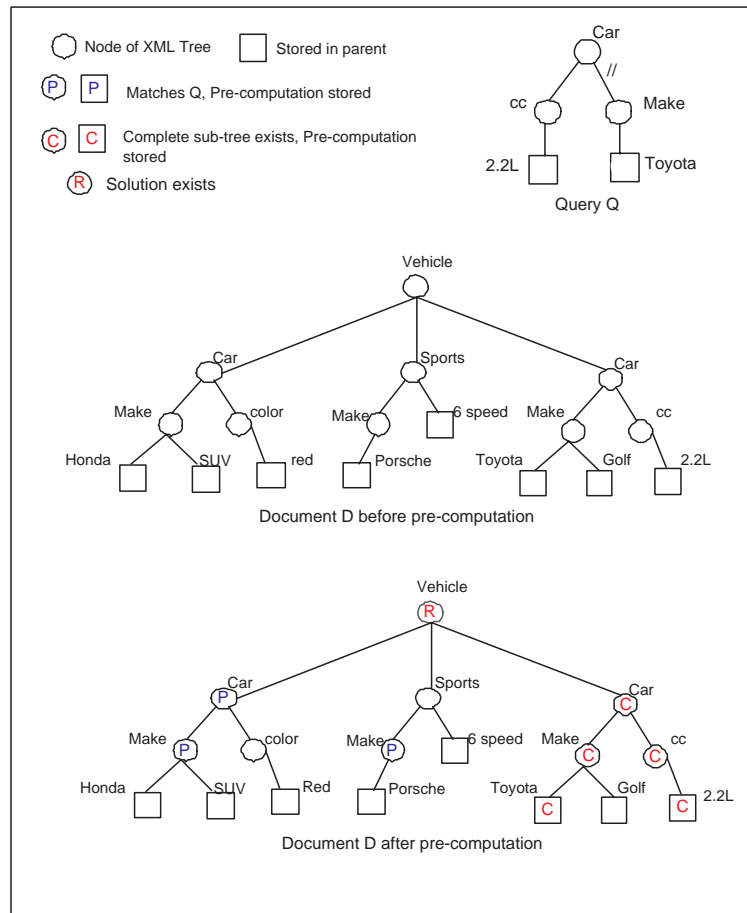 Node of XML Tree
Stored in parent
P P Matches Q, Pre-computation stored
C C Complete sub-tree exists, Pre-computation
stored
R Solution exists
Car
//
cc
Make
2.2L
Toyota
Query Q
Vehicle
Car
Sports
Car
Make
color
Make
6 speed
Make
cc
Honda
SUV
red
Porsche
Toyota
Golf
2.2L
Document D before pre-computation
Vehicle
R
Car
P
Sports
Car
C
Make
P
color
Make
P
6 speed
Make
C
cc
C
Honda
SUV
Red
Porsche
Toyota
C
Golf
2.2L
C
Document D after pre-computation